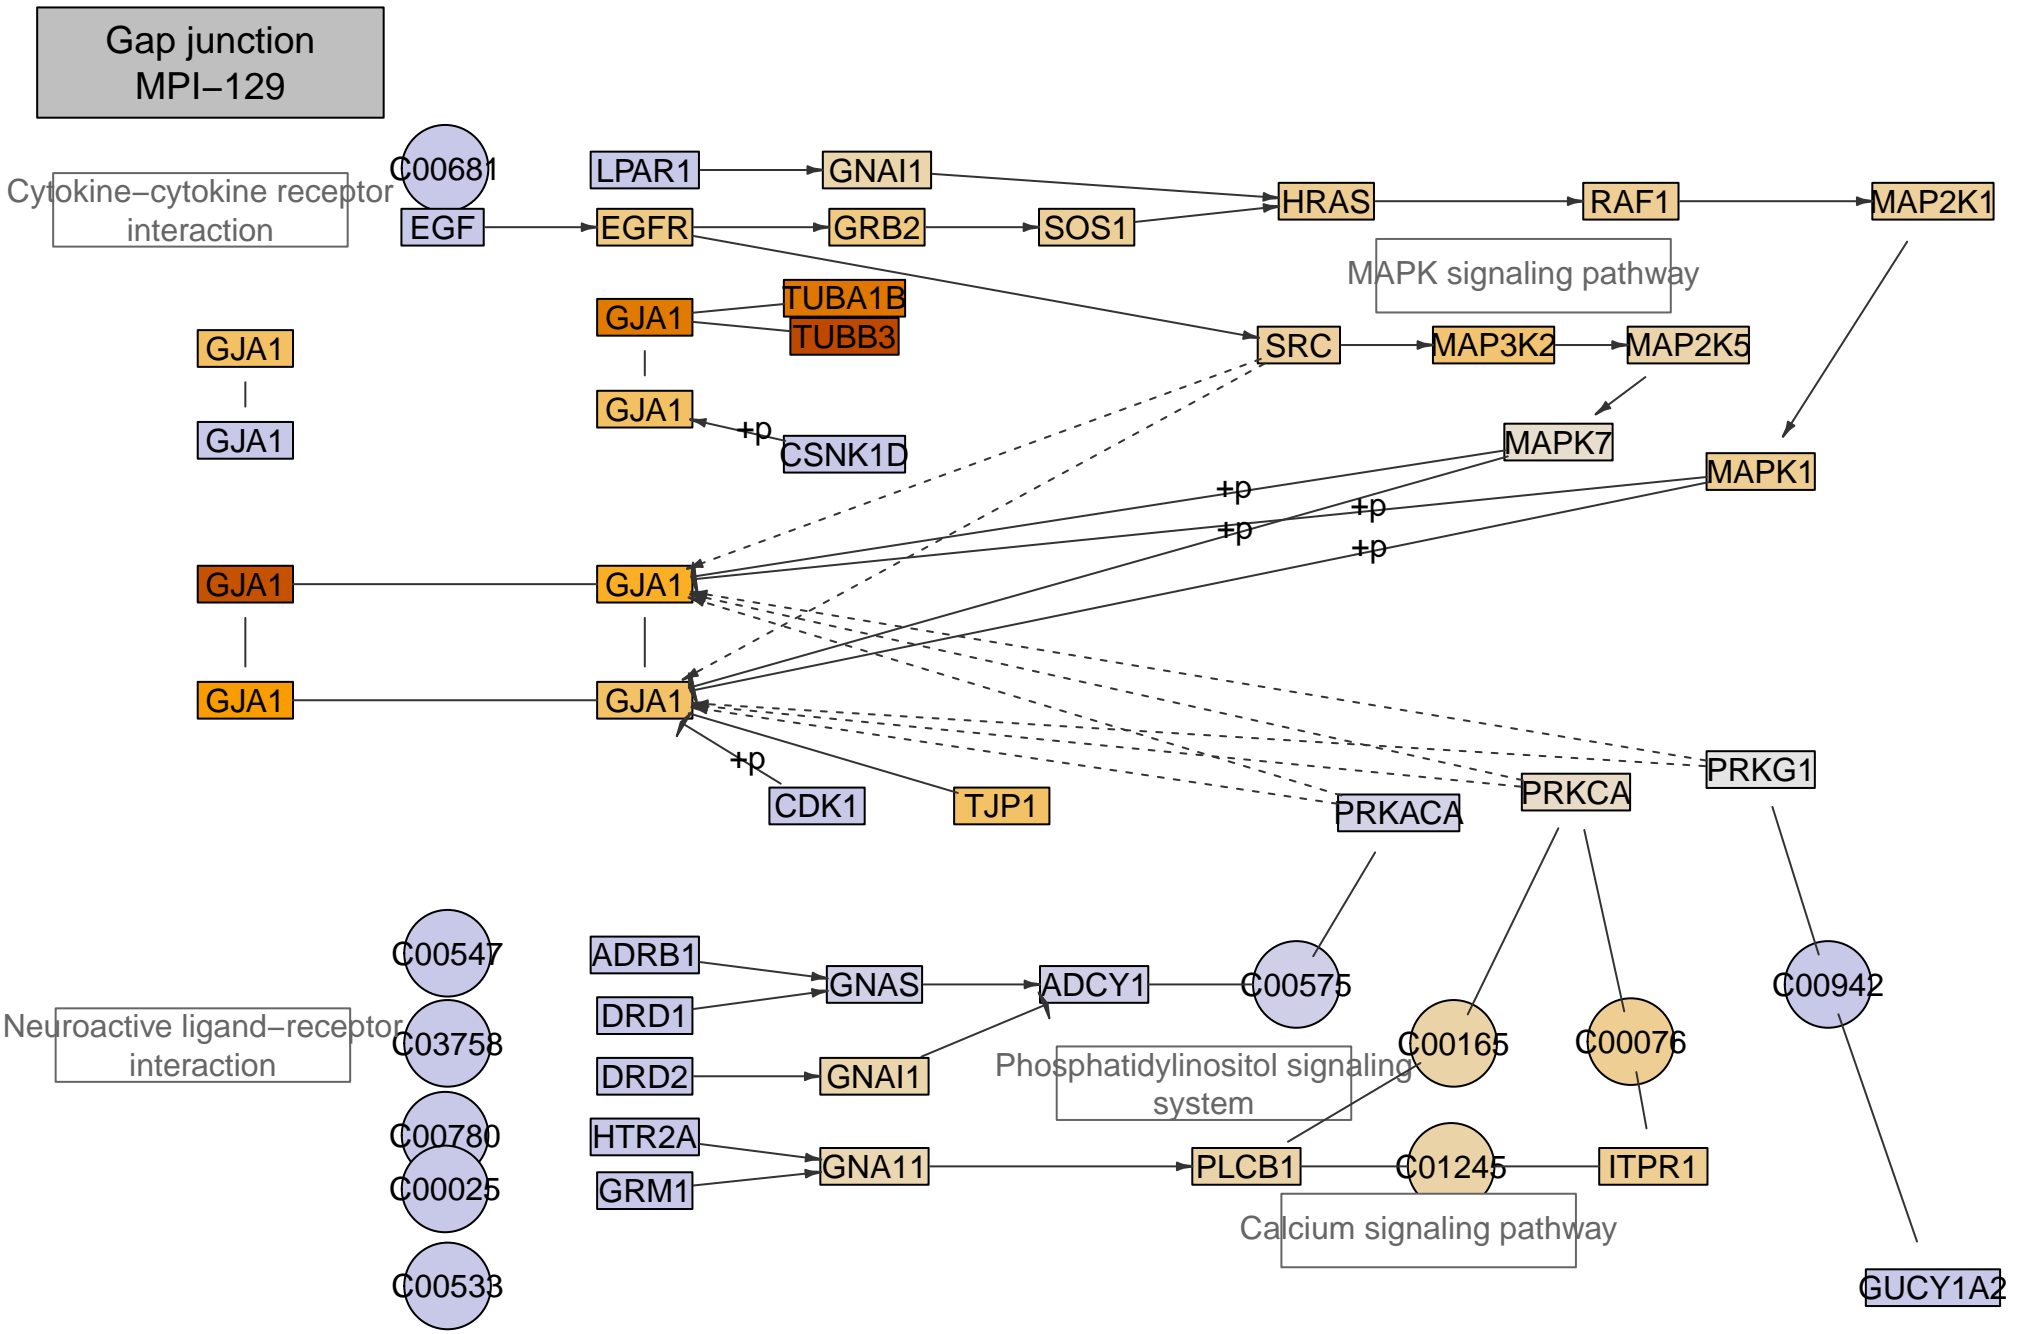 Gap junction
MPI−129
C00681
LPAR1
GNAI1
Cytokine−cytokine receptor
interaction
HRAS
RAF1
MAP2K1
EGF
EGFR
GRB2
SOS1
MAPK signaling pathway
TUBA1B
GJA1
TUBB3
GJA1
SRC
MAP3K2
MAP2K5
GJA1
+p
GJA1
CSNK1D
MAPK7
MAPK1
+p
+p
+p
+p
GJA1
GJA1
GJA1
GJA1
+p
CDK1
TJP1
PRKACA
PRKCA
PRKG1
C00547
ADRB1
GNAS
ADCY1
C00575
C00942
DRD1
Neuroactive ligand−receptor
interaction
C03758
C00165
C00076
DRD2
GNAI1
Phosphatidylinositol signaling
system
C00780
HTR2A
GNA11
PLCB1
C01245
ITPR1
C00025
GRM1
Calcium signaling pathway
C00533
GUCY1A2